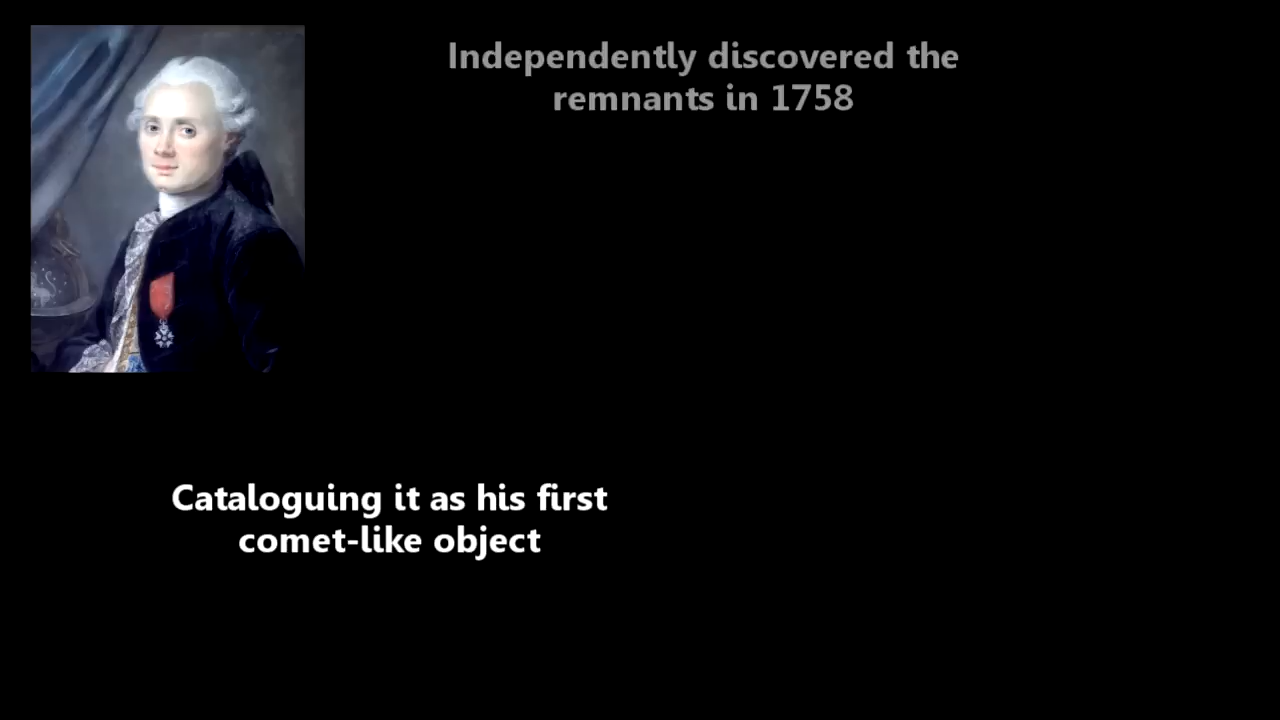 Independently discovered the
remnants in 1758
Cataloguing it as his first
comet-like object